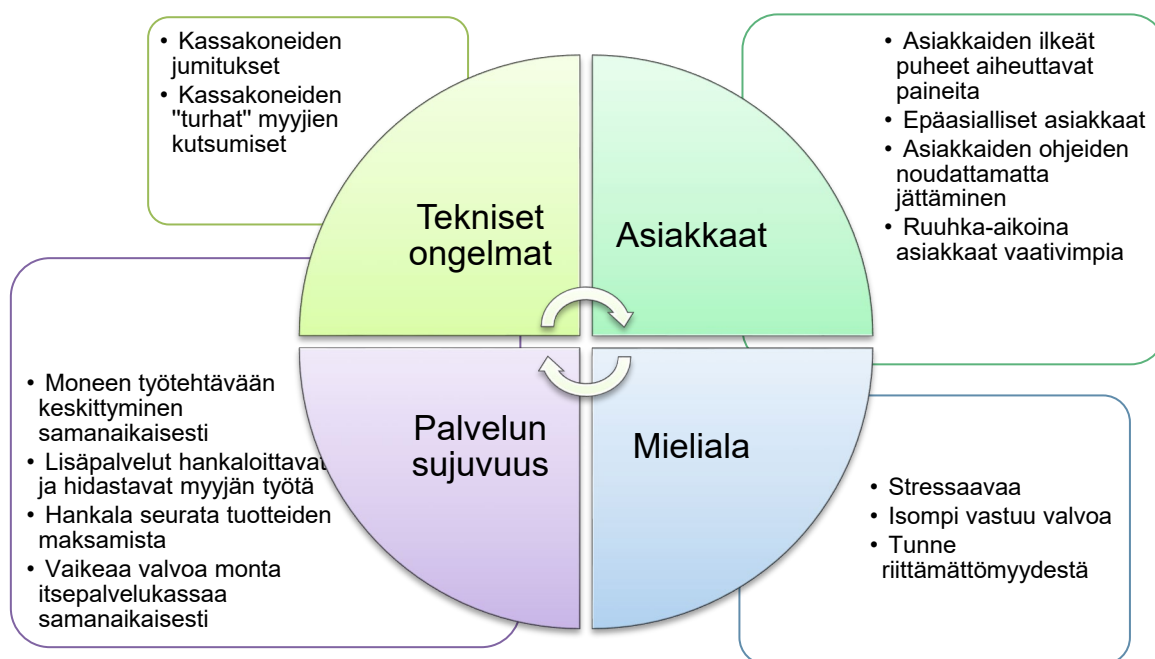 • Kassakoneiden
jumitukset
• Kassakoneiden
"turhat" myyjien
kutsumiset
Tekniset
ongelmat
• Asiakkaiden ilkeät
puheet aiheuttavat
paineita
• Epäasialliset asiakkaat
• Asiakkaiden ohjeiden
noudattamatta
jättäminen
• Ruuhka-aikoina
asiakkaat vaativimpia
Asiakkaat
• Moneen työtehtävään
keskittyminen
samanaikaisesti
• Lisäpalvelut hankaloittavat
ja hidastavat myyjän työtä
• Hankala seurata tuotteiden
maksamista
• Vaikeaa valvoa monta
itsepalvelukassaa
samanaikaisesti
Palvelun
sujuvuus
Mieliala
• Stressaavaa
• Isompi vastuu valvoa
• Tunne
riittämättömyydestä